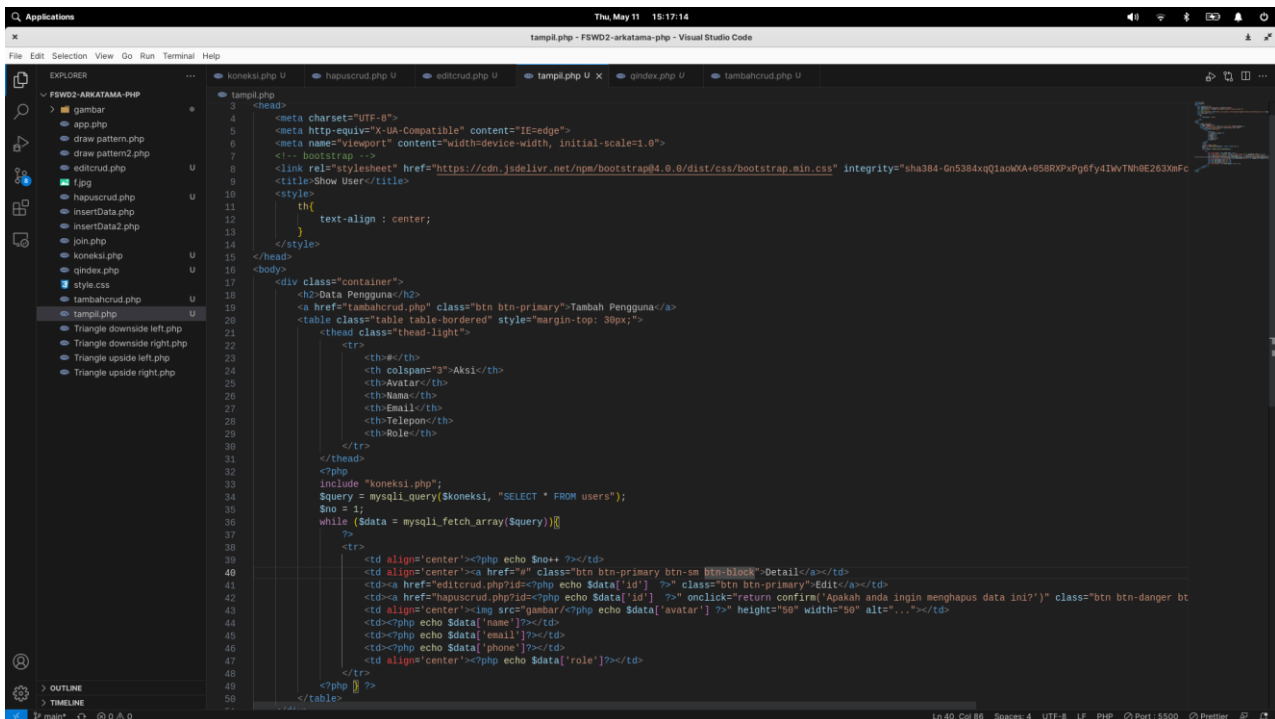 Applications
Thu, May 11 15:17:14
tampil.php - FSWD2-arkatama-php - Visual Studio Code
File Edit Selection View Go Run Terminal Help
EXPLORER
koneksi.php U
hapuscrud.php U
editcrud.php U
tampil.php U
qindex.php U
tambahcrud.php U
FSWD2-ARKATAMA-PHP
gambar
app.php
draw pattern.php
draw pattern2.php
editcrud.php U
f.jpg
hapuscrud.php U
insertData.php
insertData2.php
join.php
koneksi.php U
qindex.php U
style.css
tambahcrud.php U
tampil.php U
Triangle downside left.php
Triangle downside right.php
Triangle upside left.php
Triangle upside right.php
OUTLINE
TIMELINE
tampil.php
3 <head>
4 <meta charset="UTF-8">
5 <meta http-equiv="X-UA-Compatible" content="IE=edge">
6 <meta name="viewport" content="width=device-width, initial-scale=1.0">
7 <!-- bootstrap -->
8 <link rel="stylesheet" href="https://cdn.jsdelivr.net/npm/bootstrap@4.0.0/dist/css/bootstrap.min.css" integrity="sha384-Gn5384xqQ1aoWXA+058RXPxPg6fy4IWvTNh0E263XmFc
9 <title>Show User</title>
10 <style>
11 th{
12 text-align : center;
13 }
14 </style>
15 </head>
16 <body>
17 <div class="container">
18 <h2>Data Pengguna</h2>
19 <a href="tambahcrud.php" class="btn btn-primary">Tambah Pengguna</a>
20 <table class="table table-bordered" style="margin-top: 30px;">
21 <thead class="thead-light">
22 <tr>
23 <th>#</th>
24 <th colspan="3">Aksi</th>
25 <th>Avatar</th>
26 <th>Nama</th>
27 <th>Email</th>
28 <th>Telepon</th>
29 <th>Role</th>
30 </tr>
31 </thead>
32 <?php
33 include "koneksi.php";
34 $query = mysqli_query($koneksi, "SELECT * FROM users");
35 $no = 1;
36 while ($data = mysqli_fetch_array($query)){
37 ?>
38 <tr>
39 <td align='center'><?php echo $no++ ?></td>
40 <td align='center'><a href="#" class="btn btn-primary btn-sm btn-block">Detail</a></td>
41 <td><a href="editcrud.php?id=<?php echo $data['id'] ?>" class="btn btn-primary">Edit</a></td>
42 <td><a href="hapuscrud.php?id=<?php echo $data['id'] ?>" onclick="return confirm('Apakah anda ingin menghapus data ini?')" class="btn btn-danger bt
43 <td align='center'><img src="gambar/<?php echo $data['avatar'] ?>" height="50" width="50" alt="..."></td>
44 <td><?php echo $data['name']?></td>
45 <td><?php echo $data['email']?></td>
46 <td><?php echo $data['phone']?></td>
47 <td align='center'><?php echo $data['role']?></td>
48 </tr>
49 <?php } ?>
50 </table>
main* 0 0 0 Ln 40, Col 86 Spaces: 4 UTF-8 LF PHP Port : 5500 Prettier